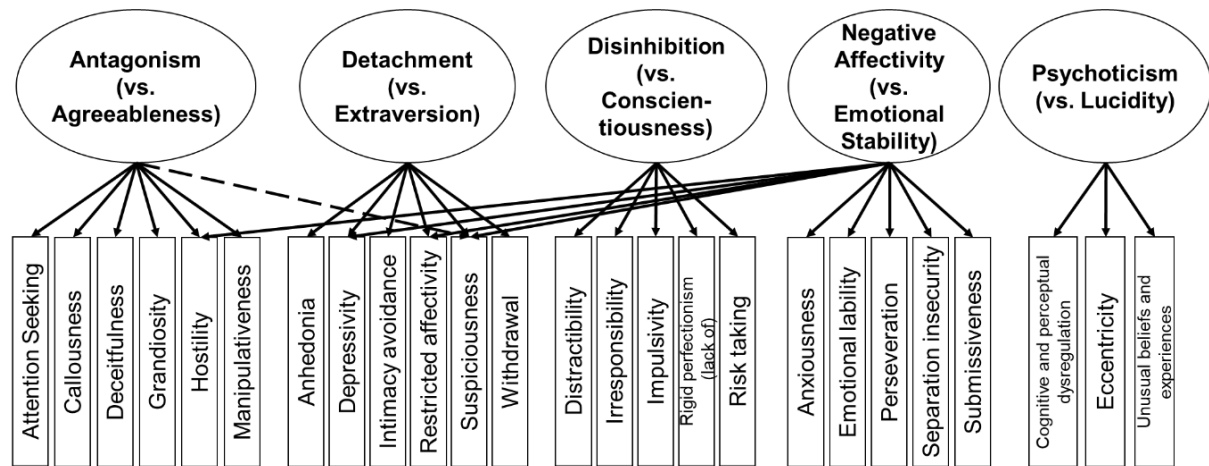 Antagonism
(vs.
Agreeableness)
Detachment
(vs.
Extraversion)
Disinhibition
(vs.
Conscien-
tiousness)
Negative
Affectivity
(vs.
Emotional
Stability)
Psychoticism
(vs. Lucidity)
Attention Seeking
Callousness
Deceitfulness
Grandiosity
Hostility
Manipulativeness
Anhedonia
Depressivity
Intimacy avoidance
Restricted affectivity
Suspiciousness
Withdrawal
Distractibility
Irresponsibility
Impulsivity
Rigid perfectionism
(lack of)
Risk taking
Anxiousness
Emotional lability
Perseveration
Separation insecurity
Submissiveness
Cognitive and perceptual
dysregulation
Eccentricity
Unusual beliefs and
experiences